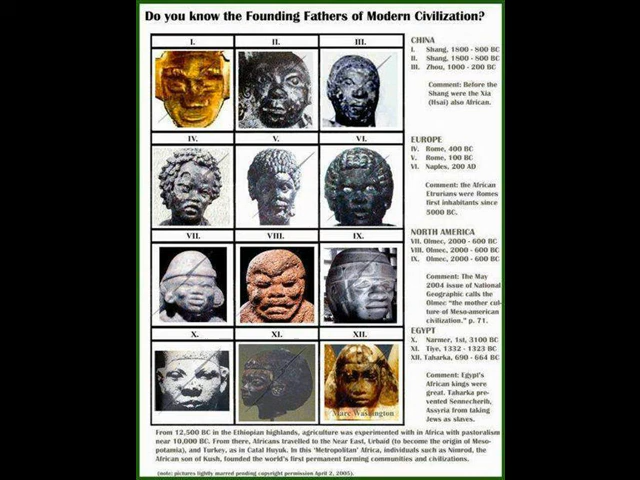 Do you know the Founding Fathers of Modern Civilization?
I.
II.
III.
IV.
V.
VI.
VII.
VIII.
IX.
X.
XI.
XII.
Marc Washington
CHINA
I. Shang, 1800 - 800 BC
II. Shang, 1800 - 800 BC
III. Zhou, 1000 - 200 BC
Comment: Before the
Shang were the Xia
(Hsai) also African.
EUROPE
IV. Rome, 400 BC
V. Rome, 100 BC
VI. Naples, 200 AD
Comment: the African
Etrurians were Romes
first inhabitants since
5000 BC.
NORTH AMERICA
VII. Olmec, 2000 - 600 BC
VIII. Olmec, 2000 - 600 BC
IX. Olmec, 2000 - 600 BC
Comment: The May
2004 issue of National
Geographic calls the
Olmec "the mother cul-
ture of Meso-american
civilization." p. 71.
EGYPT
X. Narmer, 1st, 3100 BC
XI. Tiye, 1332 - 1323 BC
XII. Taharka, 690 - 664 BC
Comment: Egypt's
African kings were
great. Taharka pre-
vented Sennecherib,
Assyria from taking
Jews as slaves.
From 12,500 BC in the Ethiopian highlands, agriculture was experimented with in Africa with pastoralism
near 10,000 BC. From there, Africans travelled to the Near East, Urbaid (to become the origin of Meso-
potamia), and Turkey, as in Catal Huyuk. In this 'Metropolitan' Africa, individuals such as Nimrod, the
African son of Kush, founded the world's first permanent farming communities and civilizations.
(note: pictures lightly marred pending copyright permission April 2, 2005).